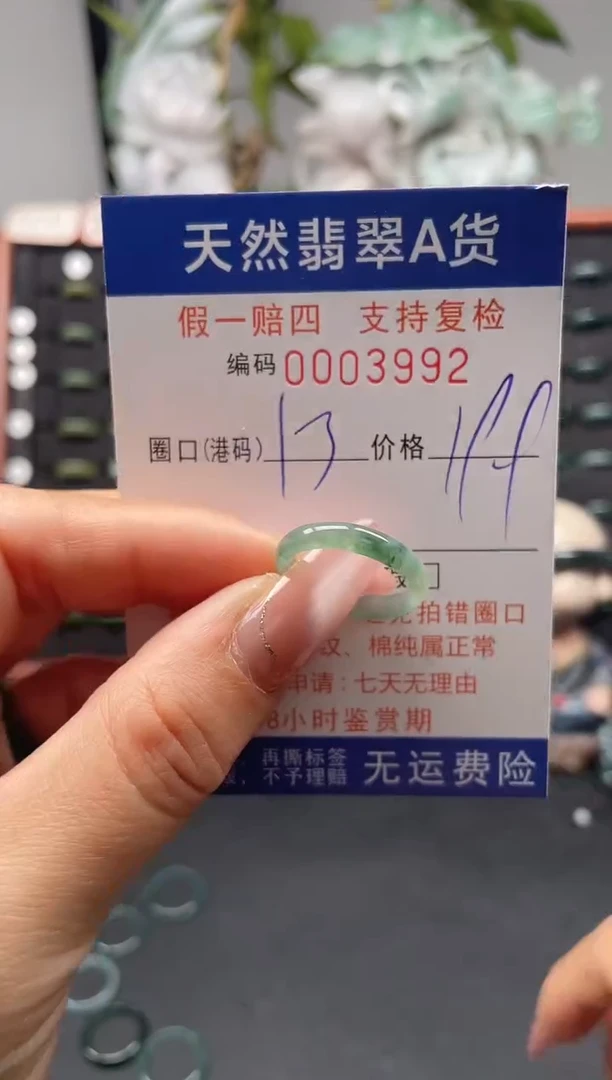 天然翡翠A货
假一赔四 支持复检
编码 0003992
圈口(港码) 13 价格
拍错圈口
纹、棉纯属正常
申请：七天无理由
8小时鉴赏期
再撕标签
不予理赔
无运费险